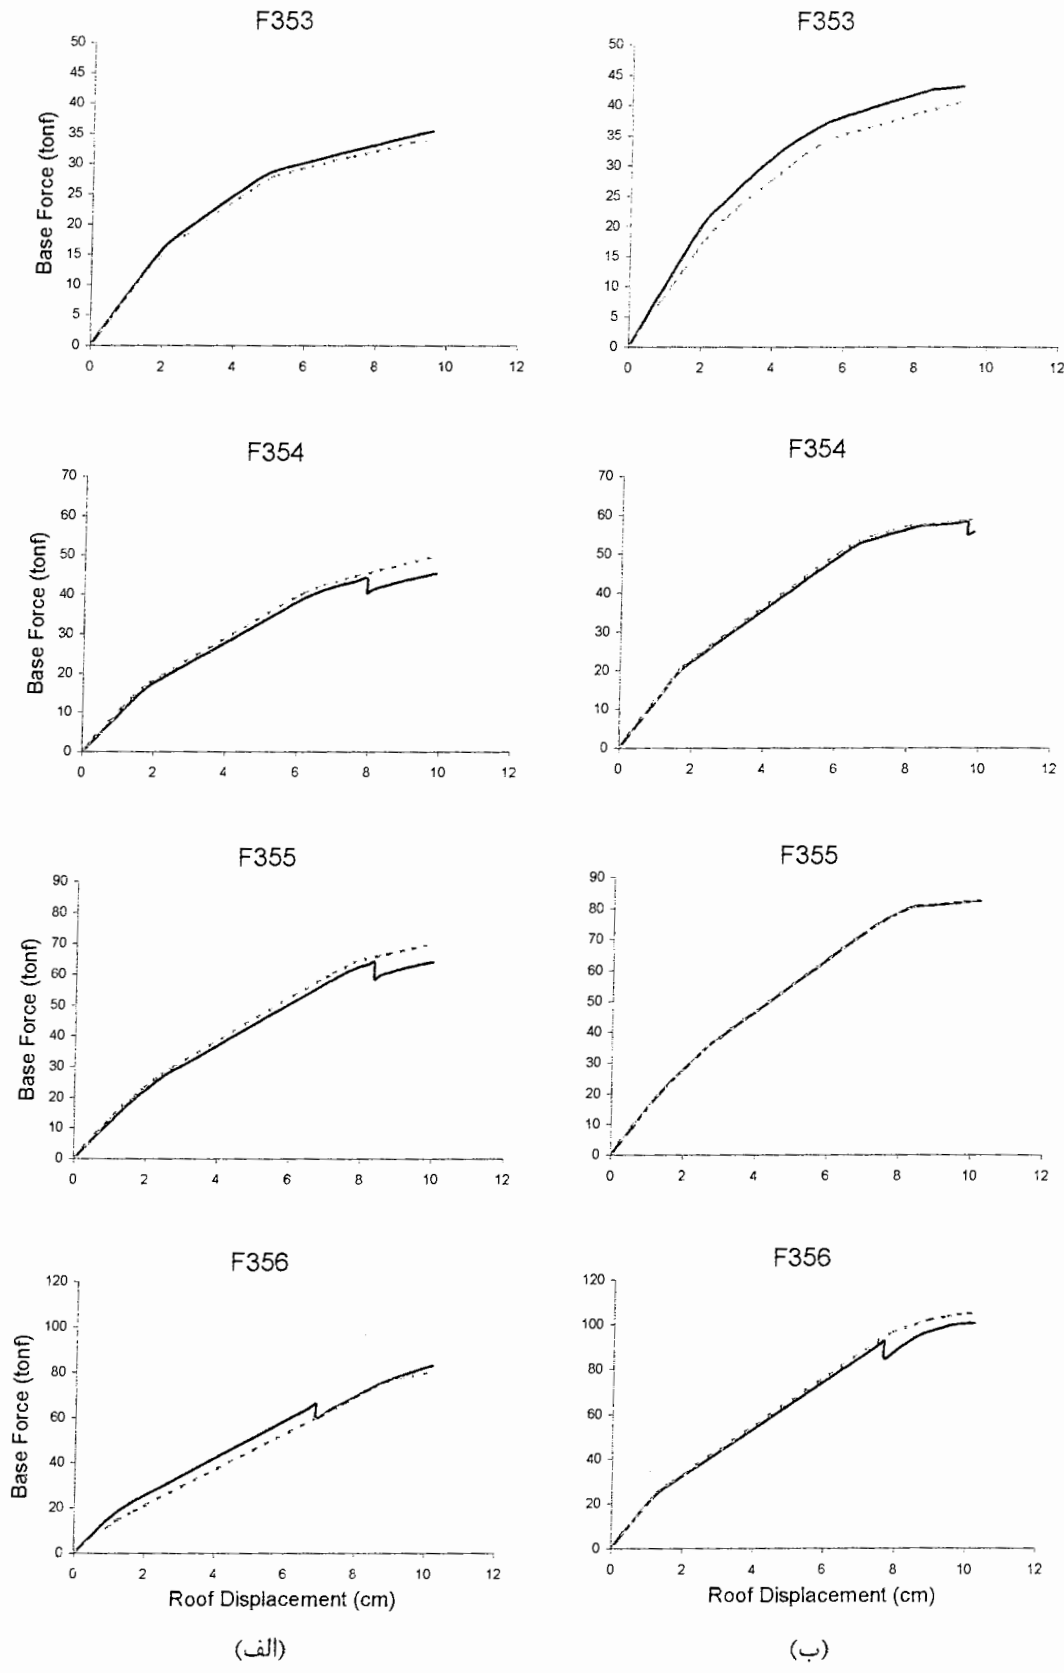 F353 F353
50 50
45 45
40 40
35 35
30 30
25 25
20 20
15 15
10 10
5 5
0 0
Base Force (tonf)
0 2 4 6 8 10 12 0 2 4 6 8 10 12
F354 F354
70 70
60 60
50 50
40 40
30 30
20 20
10 10
0 0
Base Force (tonf)
0 2 4 6 8 10 12 0 2 4 6 8 10 12
F355 F355
90 90
80 80
70 70
60 60
50 50
40 40
30 30
20 20
10 10
0 0
Base Force (tonf)
0 2 4 6 8 10 12 0 2 4 6 8 10 12
F356 F356
120 120
100 100
80 80
60 60
40 40
20 20
0 0
Base Force (tonf)
0 2 4 6 8 10 12 0 2 4 6 8 10 12
Roof Displacement (cm) Roof Displacement (cm)
(الف) (ب)